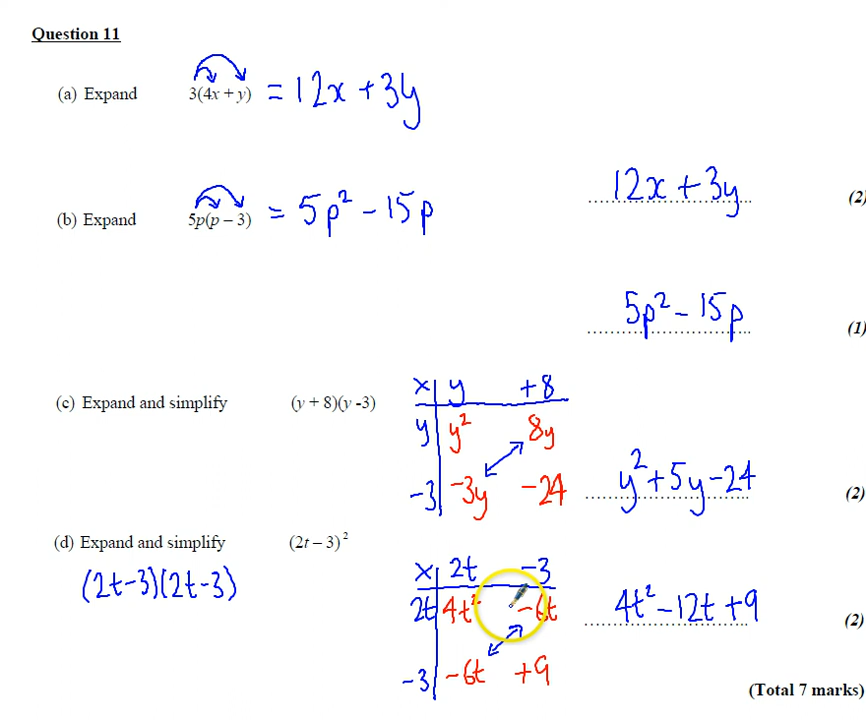 Question 11
(a) Expand 3(4x + y) = 12x + 3y
12x + 3y
(2)
(b) Expand 5p(p – 3) = 5p² - 15p
5p² - 15p
(1)
(c) Expand and simplify (y + 8)(y -3)
x y +8
y y² 8y
-3 -3y -24
y² + 5y - 24
(2)
(d) Expand and simplify (2t – 3)²
(2t-3)(2t-3)
x 2t -3
2t 4t² -6t
-3 -6t +9
4t² - 12t + 9
(2)
(Total 7 marks)